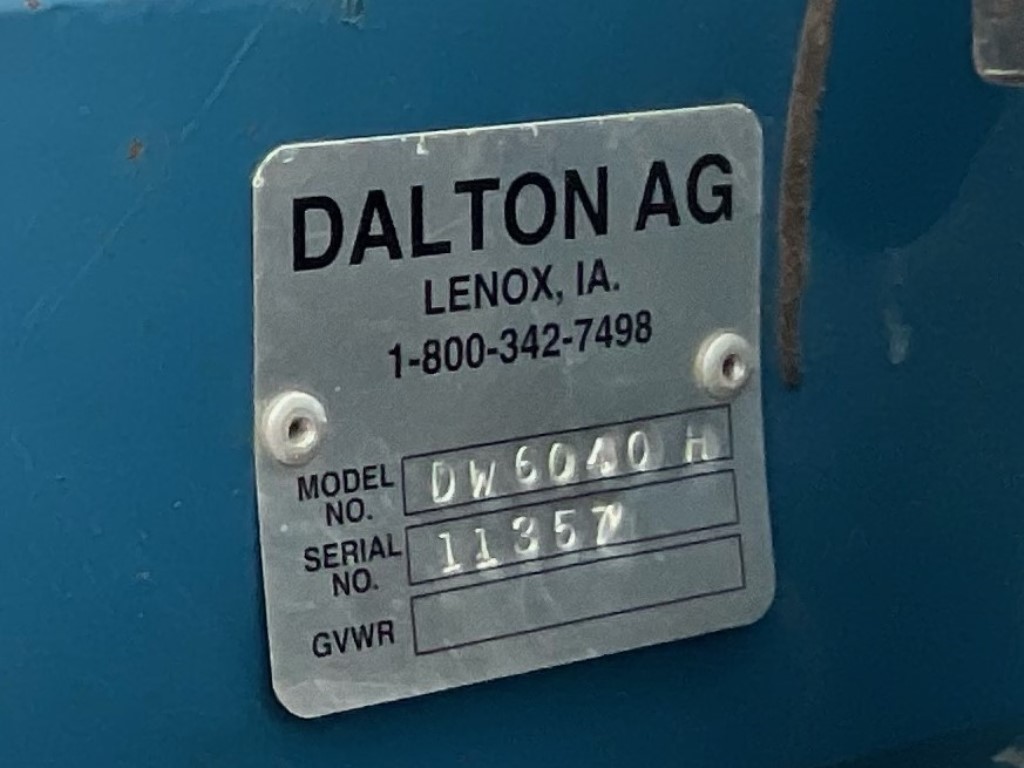 DALTON AG
LENOX, IA.
1-800-342-7498
MODEL NO. DW6040 H
SERIAL NO. 11357
GVWR